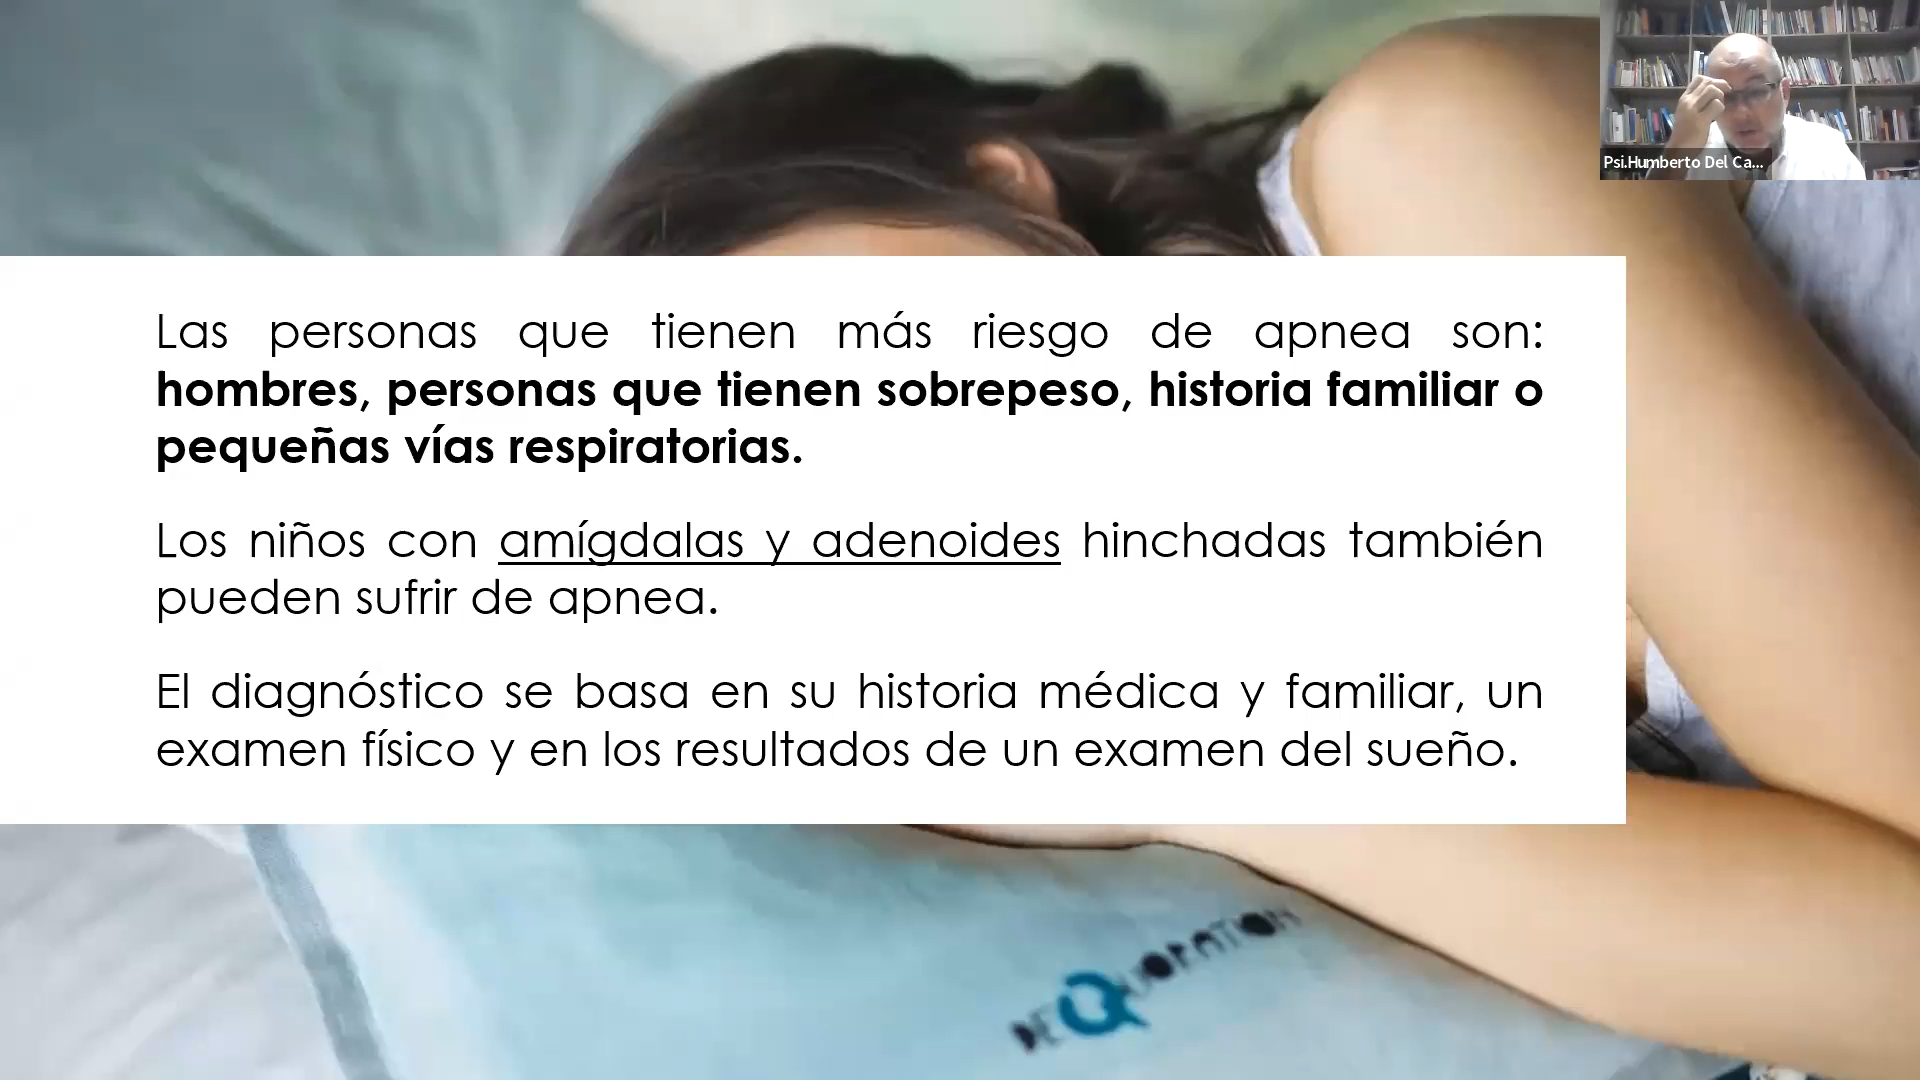 Psi.Humberto Del Ca...
Las personas que tienen más riesgo de apnea son:
hombres, personas que tienen sobrepeso, historia familiar o
pequeñas vías respiratorias.
Los niños con amígdalas y adenoides hinchadas también
pueden sufrir de apnea.
El diagnóstico se basa en su historia médica y familiar, un
examen físico y en los resultados de un examen del sueño.